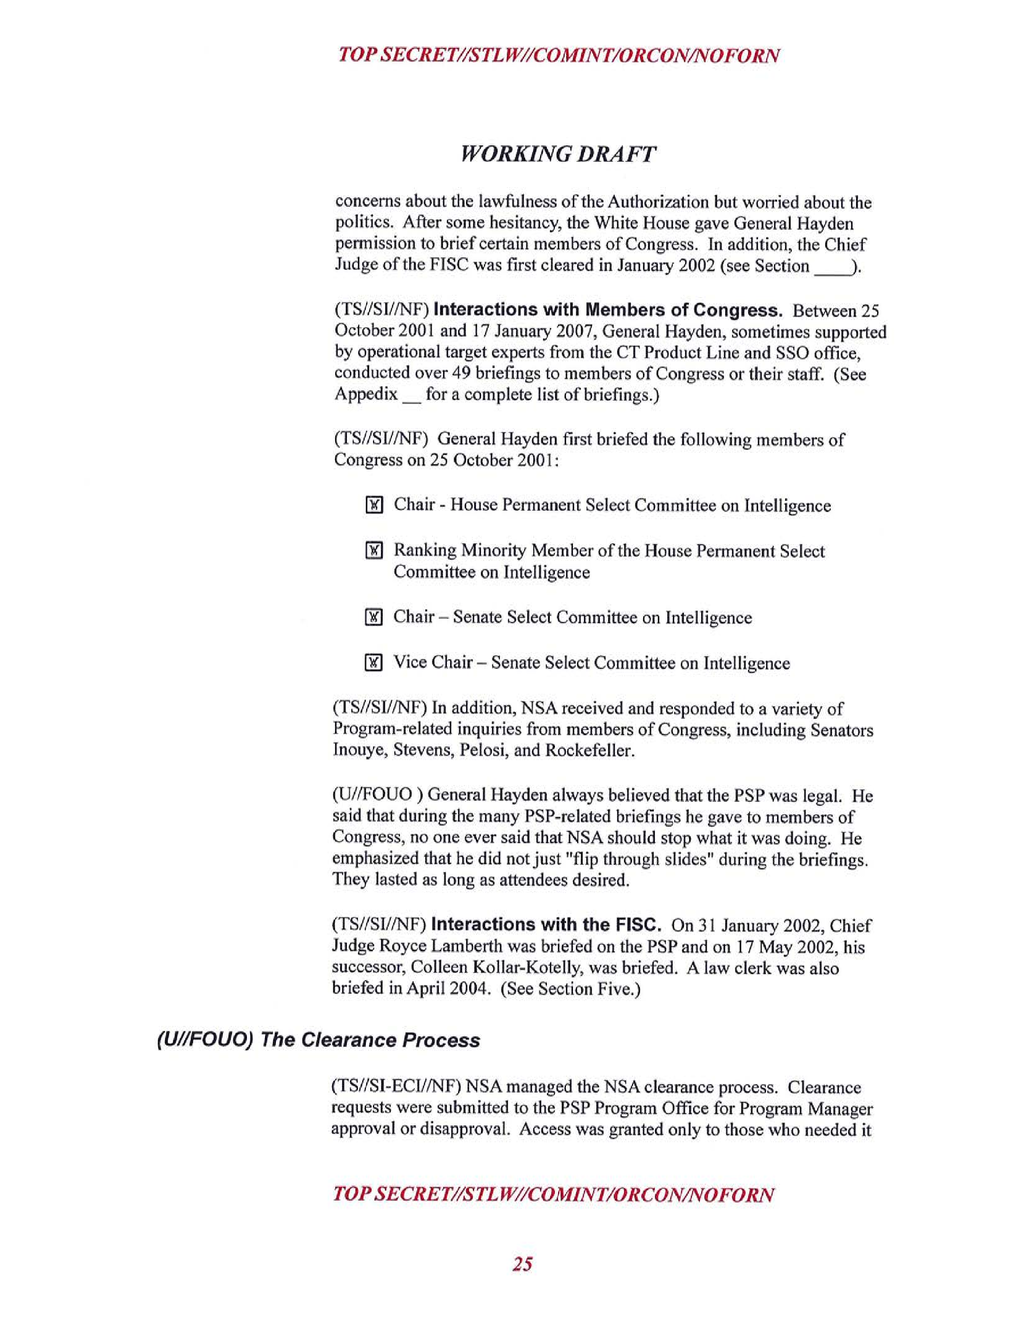 TOP SECRET//STLW//COMINT/ORCON/NOFORN
WORKING DRAFT
concerns about the lawfulness of the Authorization but worried about the
politics. After some hesitancy, the White House gave General Hayden
permission to brief certain members of Congress. In addition, the Chief
Judge of the FISC was first cleared in January 2002 (see Section ____).
(TS//SI//NF) Interactions with Members of Congress. Between 25
October 2001 and 17 January 2007, General Hayden, sometimes supported
by operational target experts from the CT Product Line and SSO office,
conducted over 49 briefings to members of Congress or their staff. (See
Appedix __ for a complete list of briefings.)
(TS//SI//NF) General Hayden first briefed the following members of
Congress on 25 October 2001:
Chair - House Permanent Select Committee on Intelligence
Ranking Minority Member of the House Permanent Select
Committee on Intelligence
Chair – Senate Select Committee on Intelligence
Vice Chair – Senate Select Committee on Intelligence
(TS//SI//NF) In addition, NSA received and responded to a variety of
Program-related inquiries from members of Congress, including Senators
Inouye, Stevens, Pelosi, and Rockefeller.
(U//FOUO ) General Hayden always believed that the PSP was legal. He
said that during the many PSP-related briefings he gave to members of
Congress, no one ever said that NSA should stop what it was doing. He
emphasized that he did not just "flip through slides" during the briefings.
They lasted as long as attendees desired.
(TS//SI//NF) Interactions with the FISC. On 31 January 2002, Chief
Judge Royce Lamberth was briefed on the PSP and on 17 May 2002, his
successor, Colleen Kollar-Kotelly, was briefed. A law clerk was also
briefed in April 2004. (See Section Five.)
(U//FOUO) The Clearance Process
(TS//SI-ECI//NF) NSA managed the NSA clearance process. Clearance
requests were submitted to the PSP Program Office for Program Manager
approval or disapproval. Access was granted only to those who needed it
TOP SECRET//STLW//COMINT/ORCON/NOFORN
25